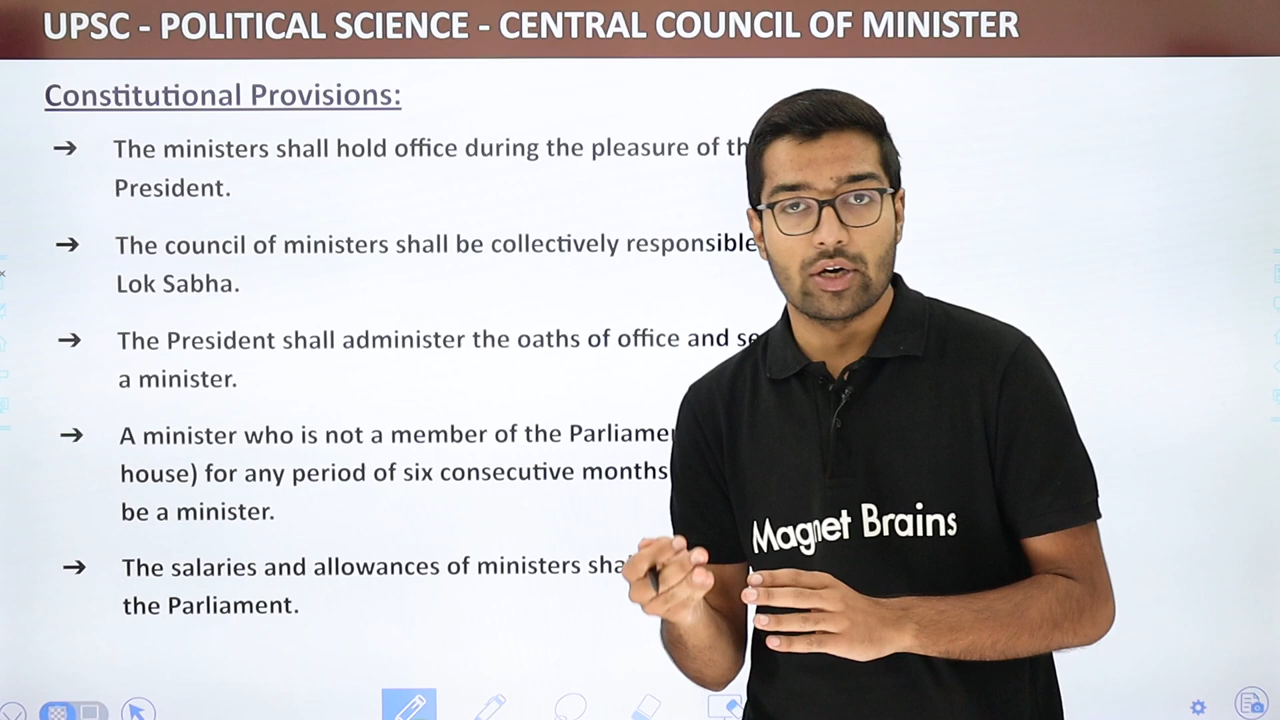 UPSC - POLITICAL SCIENCE - CENTRAL COUNCIL OF MINISTER
Constitutional Provisions:
➔ The ministers shall hold office during the pleasure of th
President.
➔ The council of ministers shall be collectively responsible
Lok Sabha.
➔ The President shall administer the oaths of office and se
a minister.
➔ A minister who is not a member of the Parliame
house) for any period of six consecutive months
be a minister.
➔ The salaries and allowances of ministers sha
the Parliament.
Magnet Brains